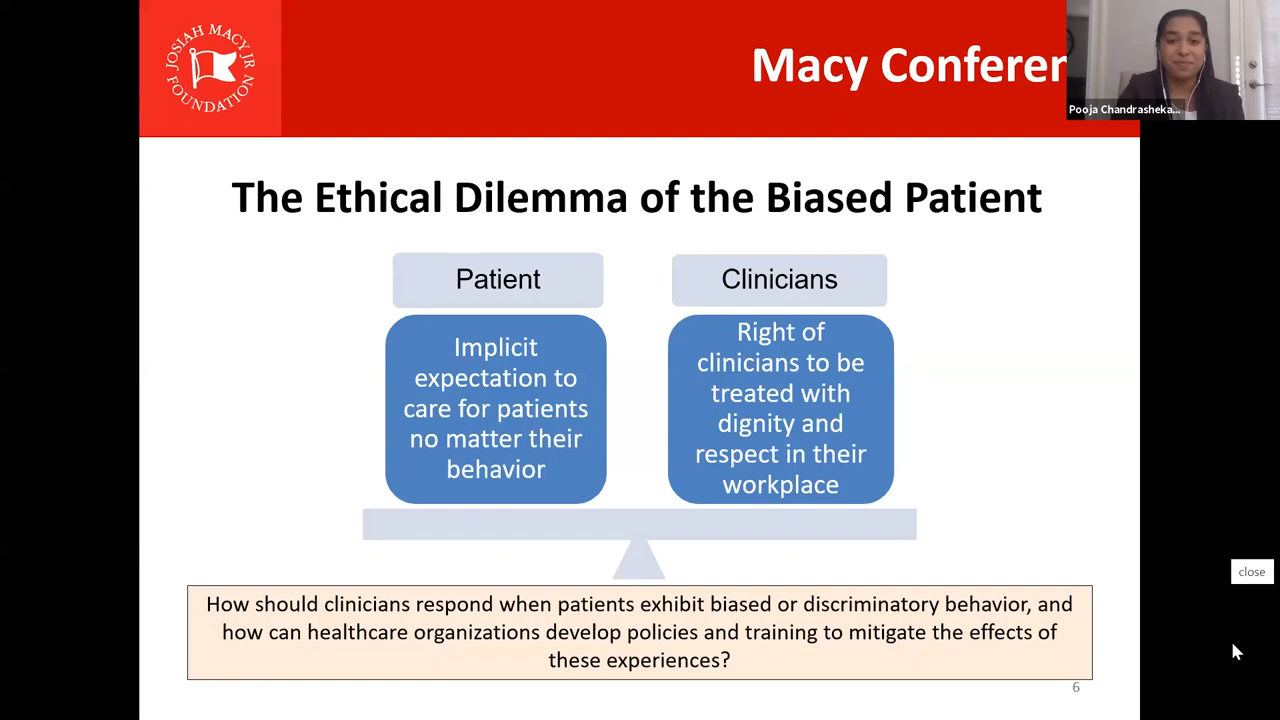 JOSIAH MACY JR
FOUNDATION
Macy Conferen
Pooja Chandrasheka...
The Ethical Dilemma of the Biased Patient
Patient
Implicit
expectation to
care for patients
no matter their
behavior
Clinicians
Right of
clinicians to be
treated with
dignity and
respect in their
workplace
close
How should clinicians respond when patients exhibit biased or discriminatory behavior, and
how can healthcare organizations develop policies and training to mitigate the effects of
these experiences?
6